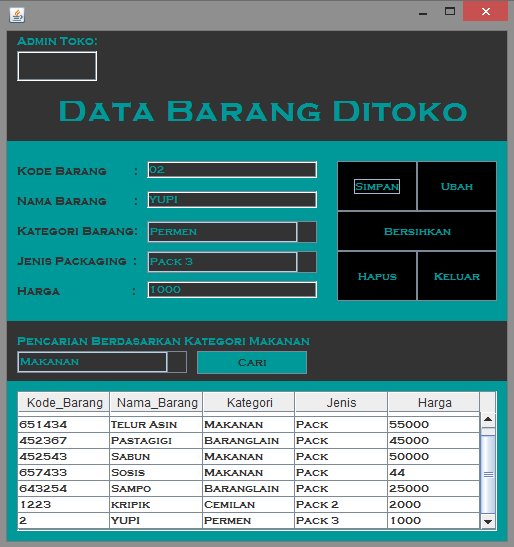 Admin Toko:
Data Barang Ditoko
Kode Barang : 02
Nama Barang : YUPI
Kategori Barang: Permen
Jenis Packaging : Pack 3
Harga : 1000
Simpan Ubah
Bersihkan
Hapus Keluar
Pencarian Berdasarkan Kategori Makanan
Makanan Cari
Kode_Barang Nama_Barang Kategori Jenis Harga
651434 Telur Asin Makanan Pack 55000
452367 Pastagigi Baranglain Pack 45000
452543 Sabun Makanan Pack 50000
657433 Sosis Makanan Pack 44
643254 Sampo Baranglain Pack 25000
1223 kripik Cemilan Pack 2 2000
2 YUPI Permen Pack 3 1000